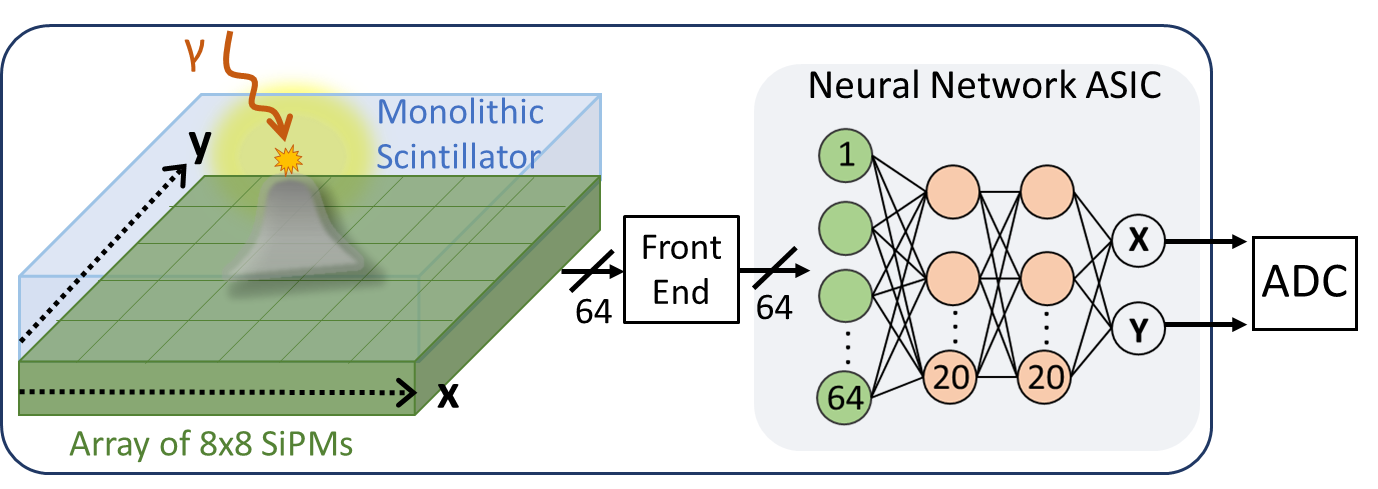 γ
Monolithic
Scintillator
y
x
Array of 8x8 SiPMs
64
Front
End
64
Neural Network ASIC
1
64
20
20
X
Y
ADC